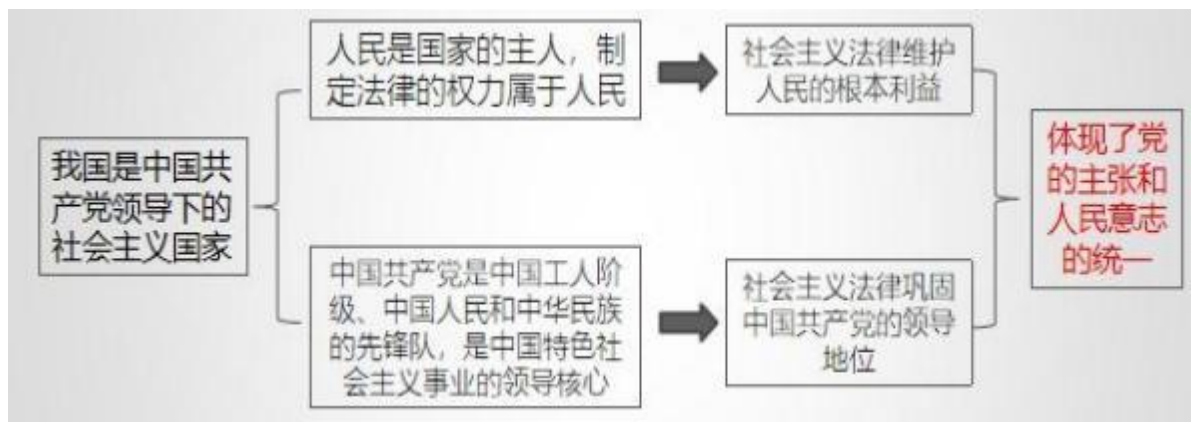 我国是中国共
产党领导下的
社会主义国家
人民是国家的主人，制
定法律的权力属于人民
社会主义法律维护
人民的根本利益
中国共产党是中国工人阶
级、中国人民和中华民族
的先锋队，是中国特色社
会主义事业的领导核心
社会主义法律巩固
中国共产党的领导
地位
体现了党
的主张和
人民意志
的统一